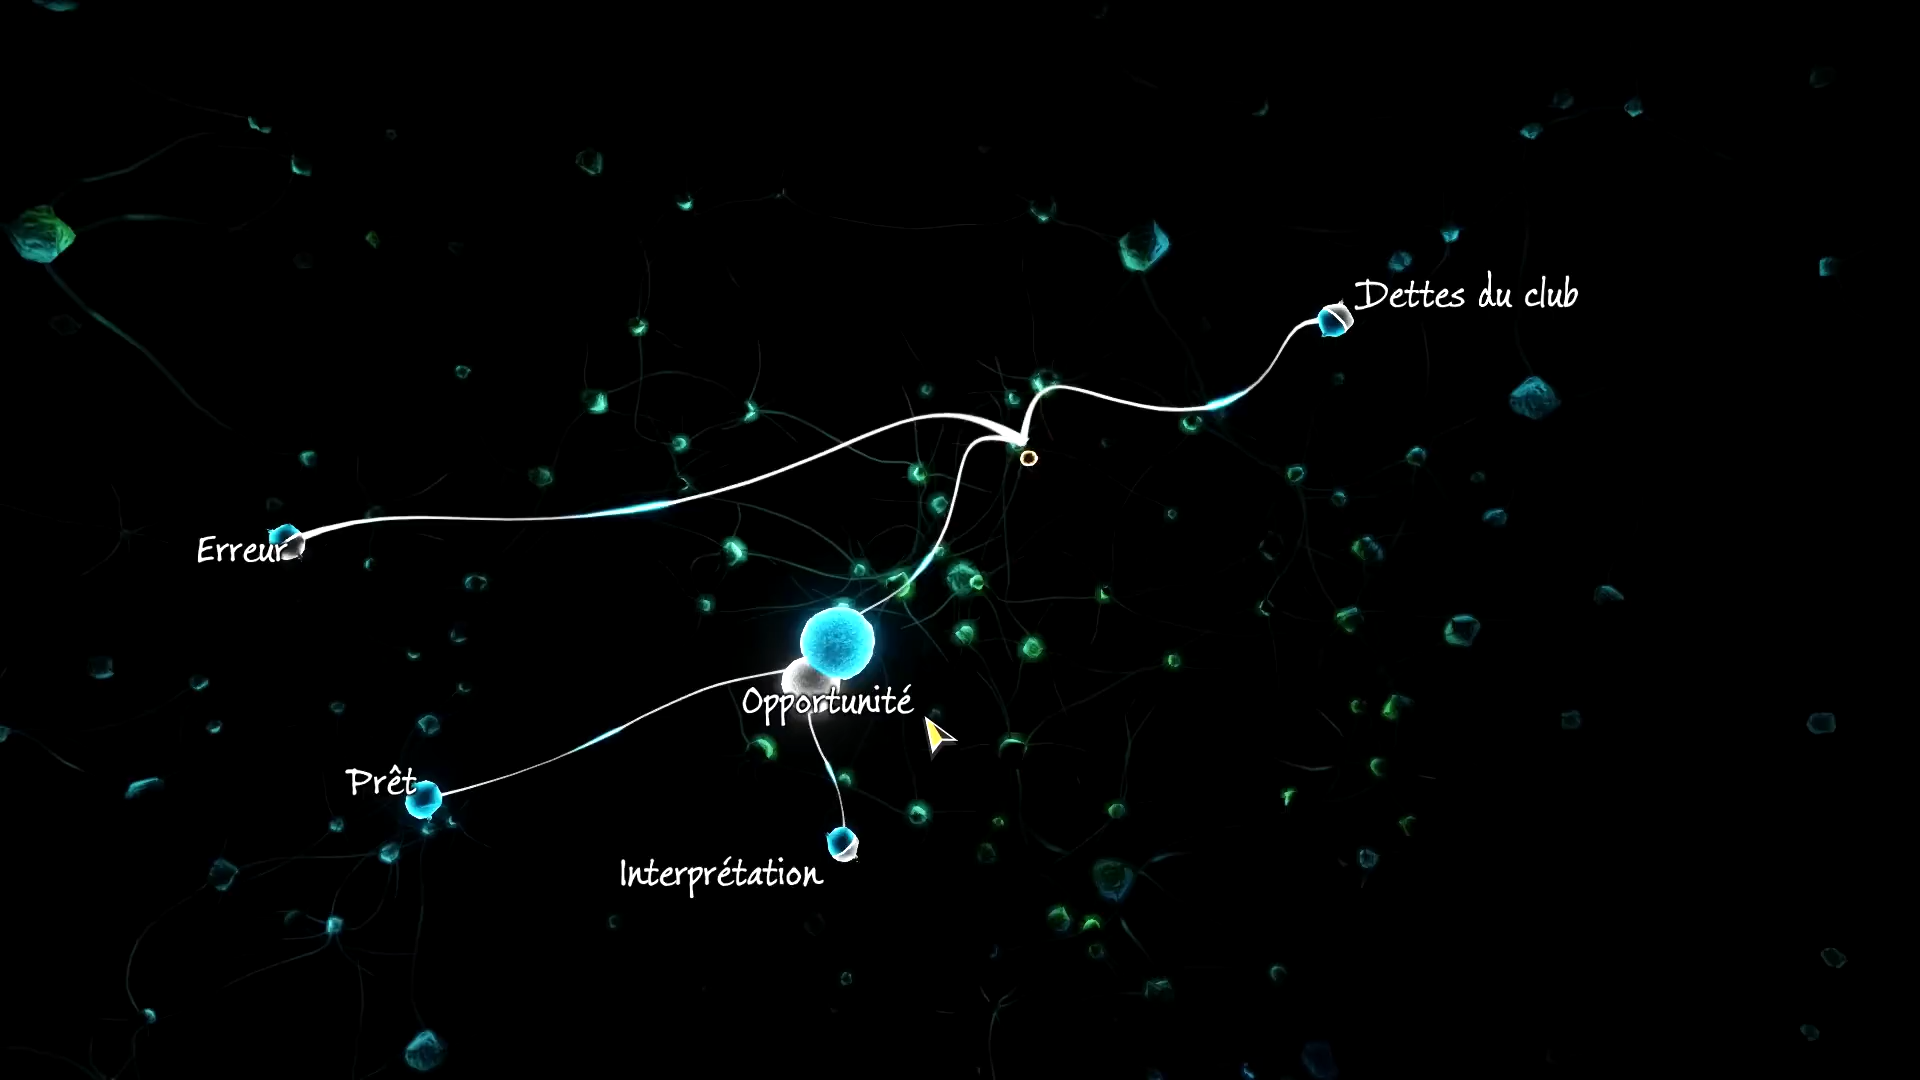 Dettes du club
Erreur
Opportunité
Prêt
Interprétation